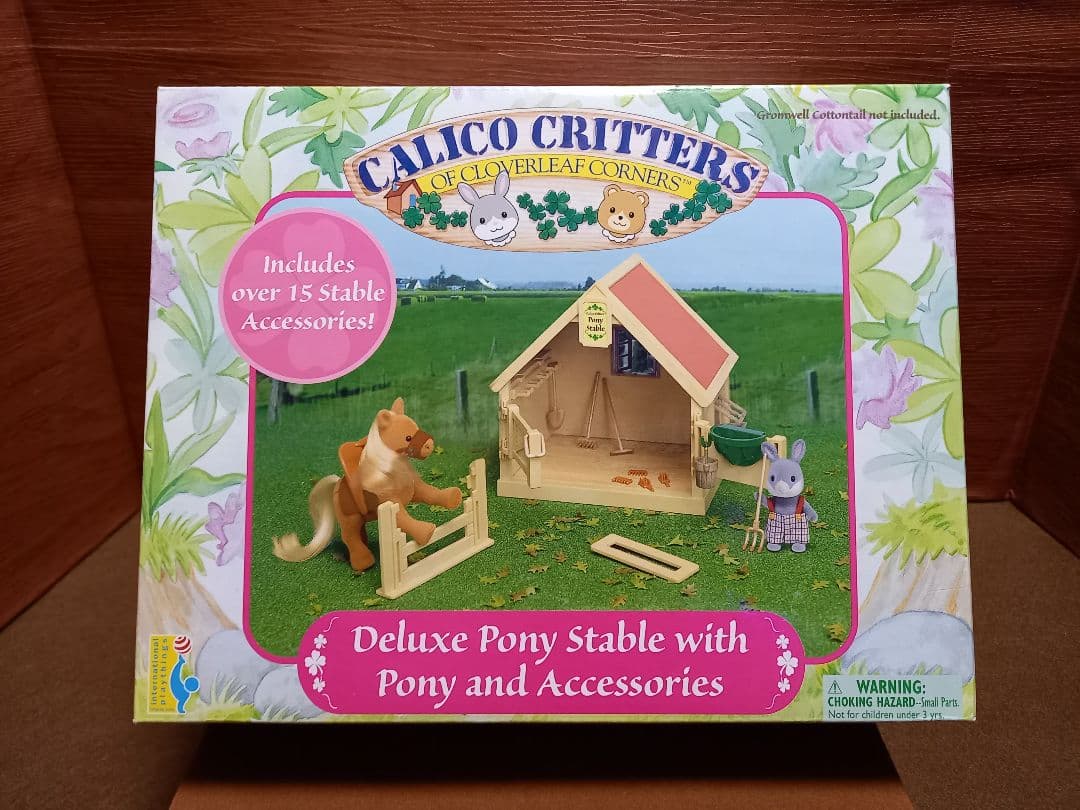 Gromwell Cottontail not included.
CALICO CRITTERS
OF CLOVERLEAF CORNERS™
Includes
over 15 Stable
Accessories!
Pony
Stable
Deluxe Pony Stable with
Pony and Accessories
international
playthings
WARNING:
CHOKING HAZARD--Small Parts.
Not for children under 3 yrs.